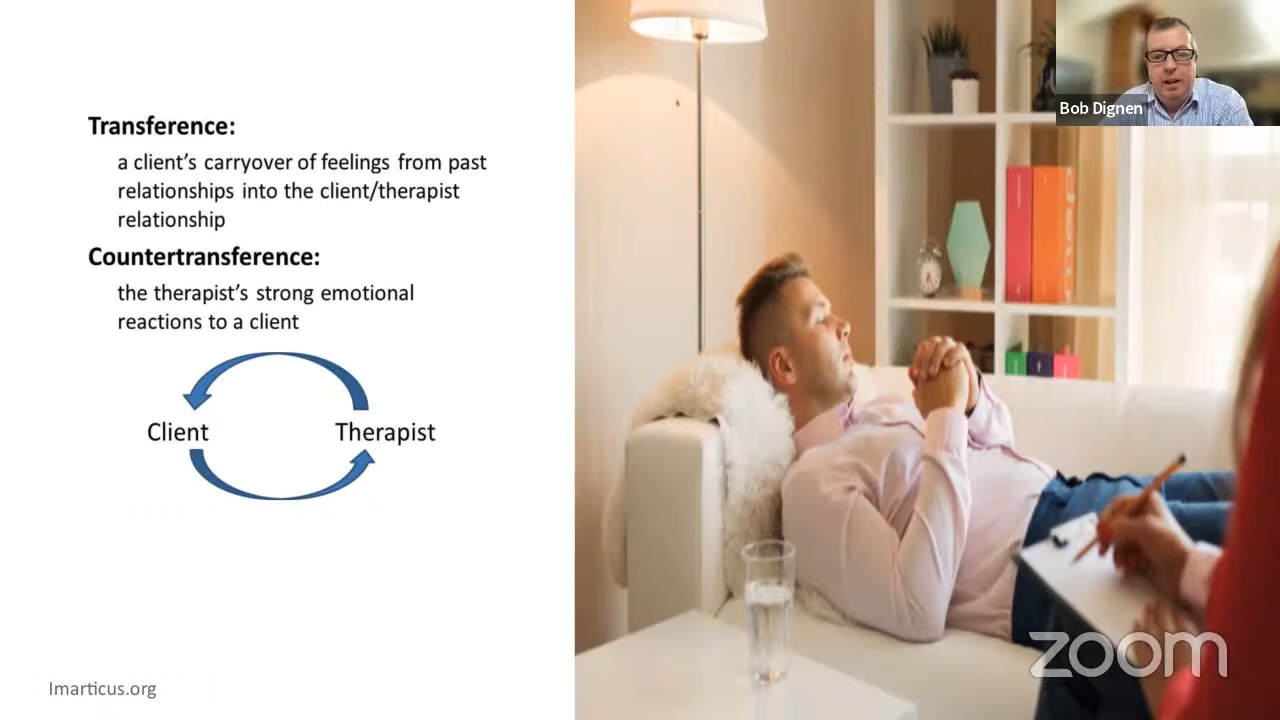 Transference:
a client's carryover of feelings from past
relationships into the client/therapist
relationship
Countertransference:
the therapist's strong emotional
reactions to a client
Client
Therapist
Imarticus.org
Bob Dignen
zoom